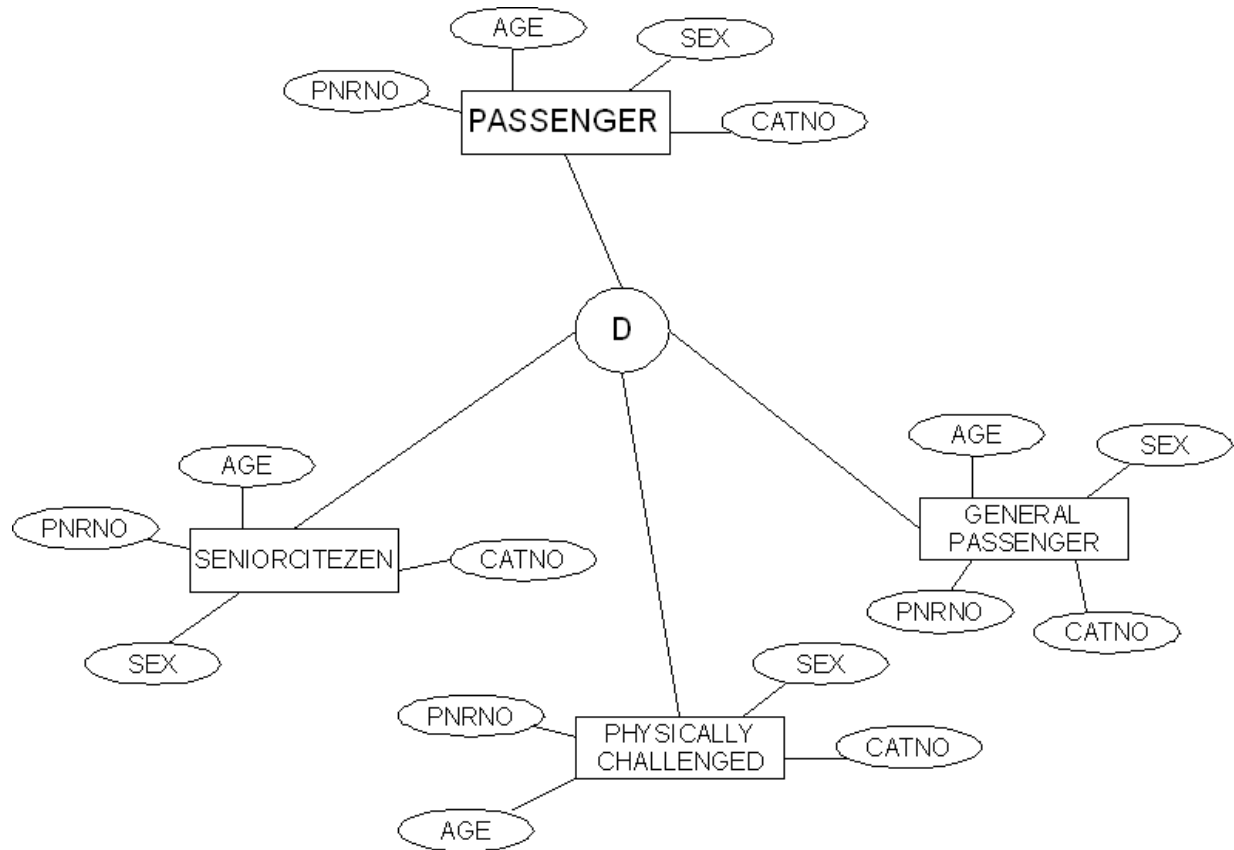 AGE
SEX
PNRNO
PASSENGER
CATNO
D
AGE
SEX
AGE
GENERAL
PASSENGER
PNRNO
SENIORCITEZEN
CATNO
PNRNO
CATNO
SEX
SEX
PNRNO
PHYSICALLY
CHALLENGED
CATNO
AGE